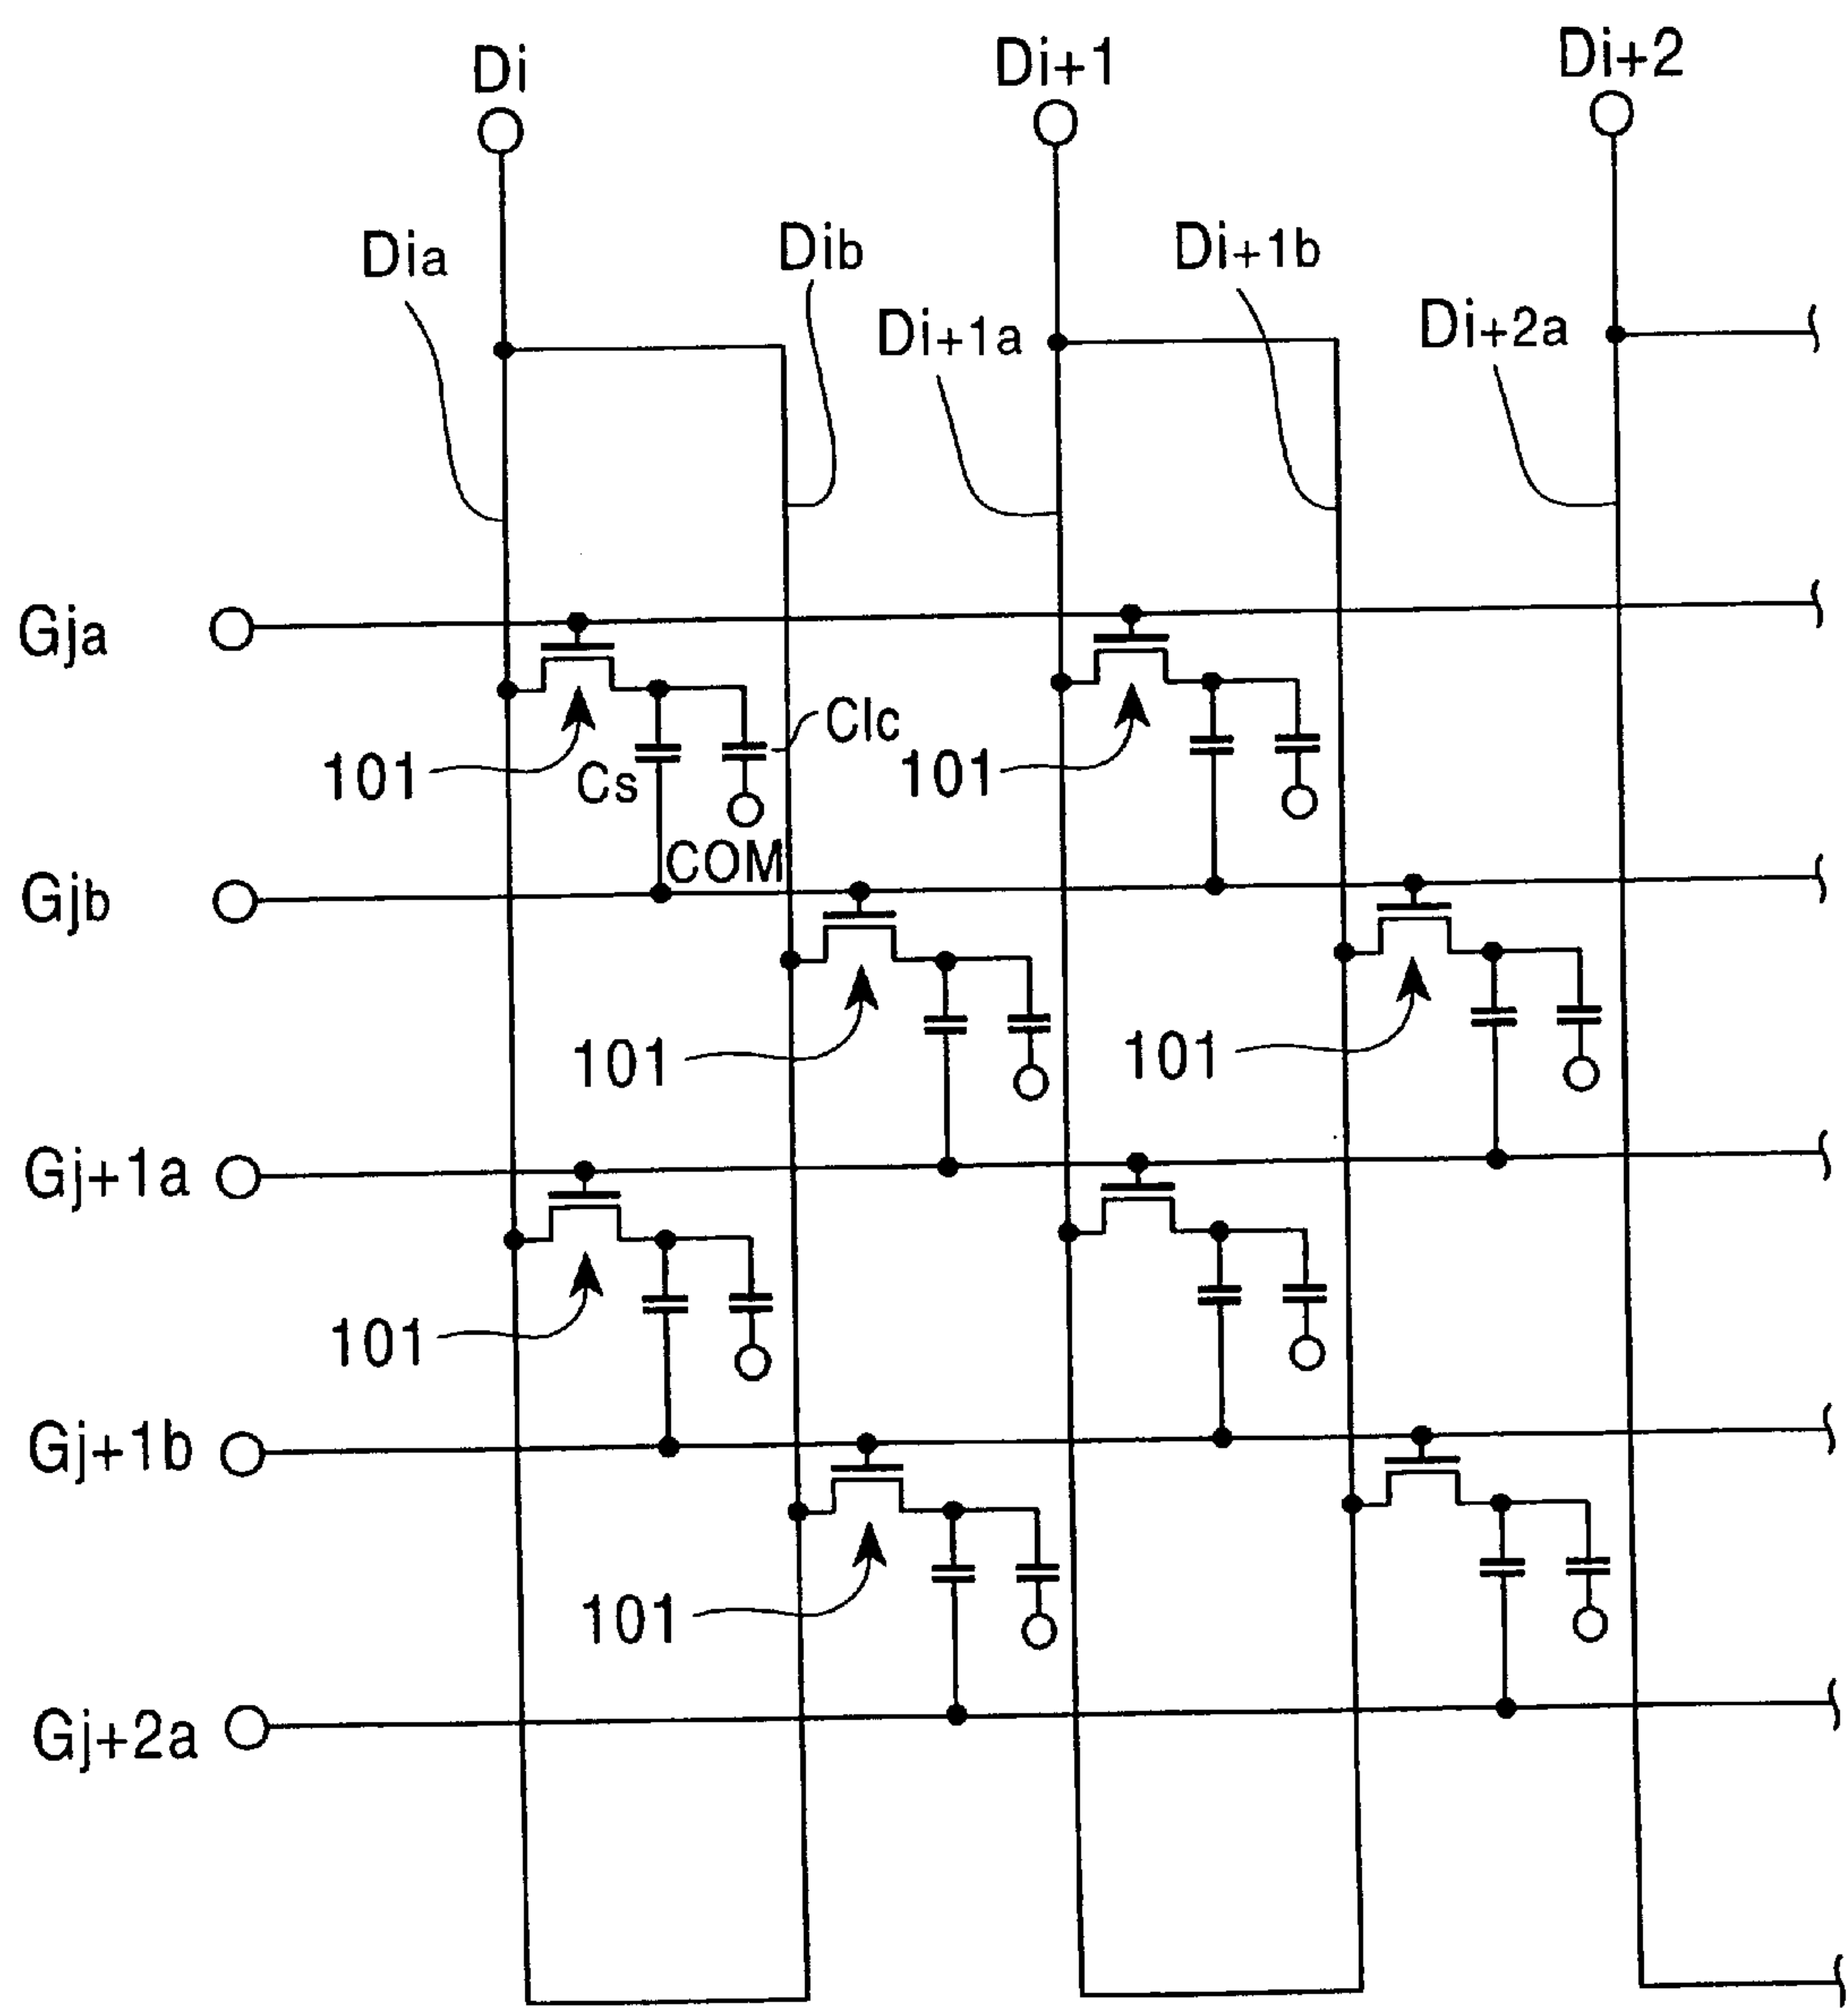 Di
Di+1
Di+2
Dia
Dib
Di+1b
Di+1a
Di+2a
Gja
Clc
101
Cs
101
COM
Gjb
101
101
Gj+1a
101
Gj+1b
101
Gj+2a